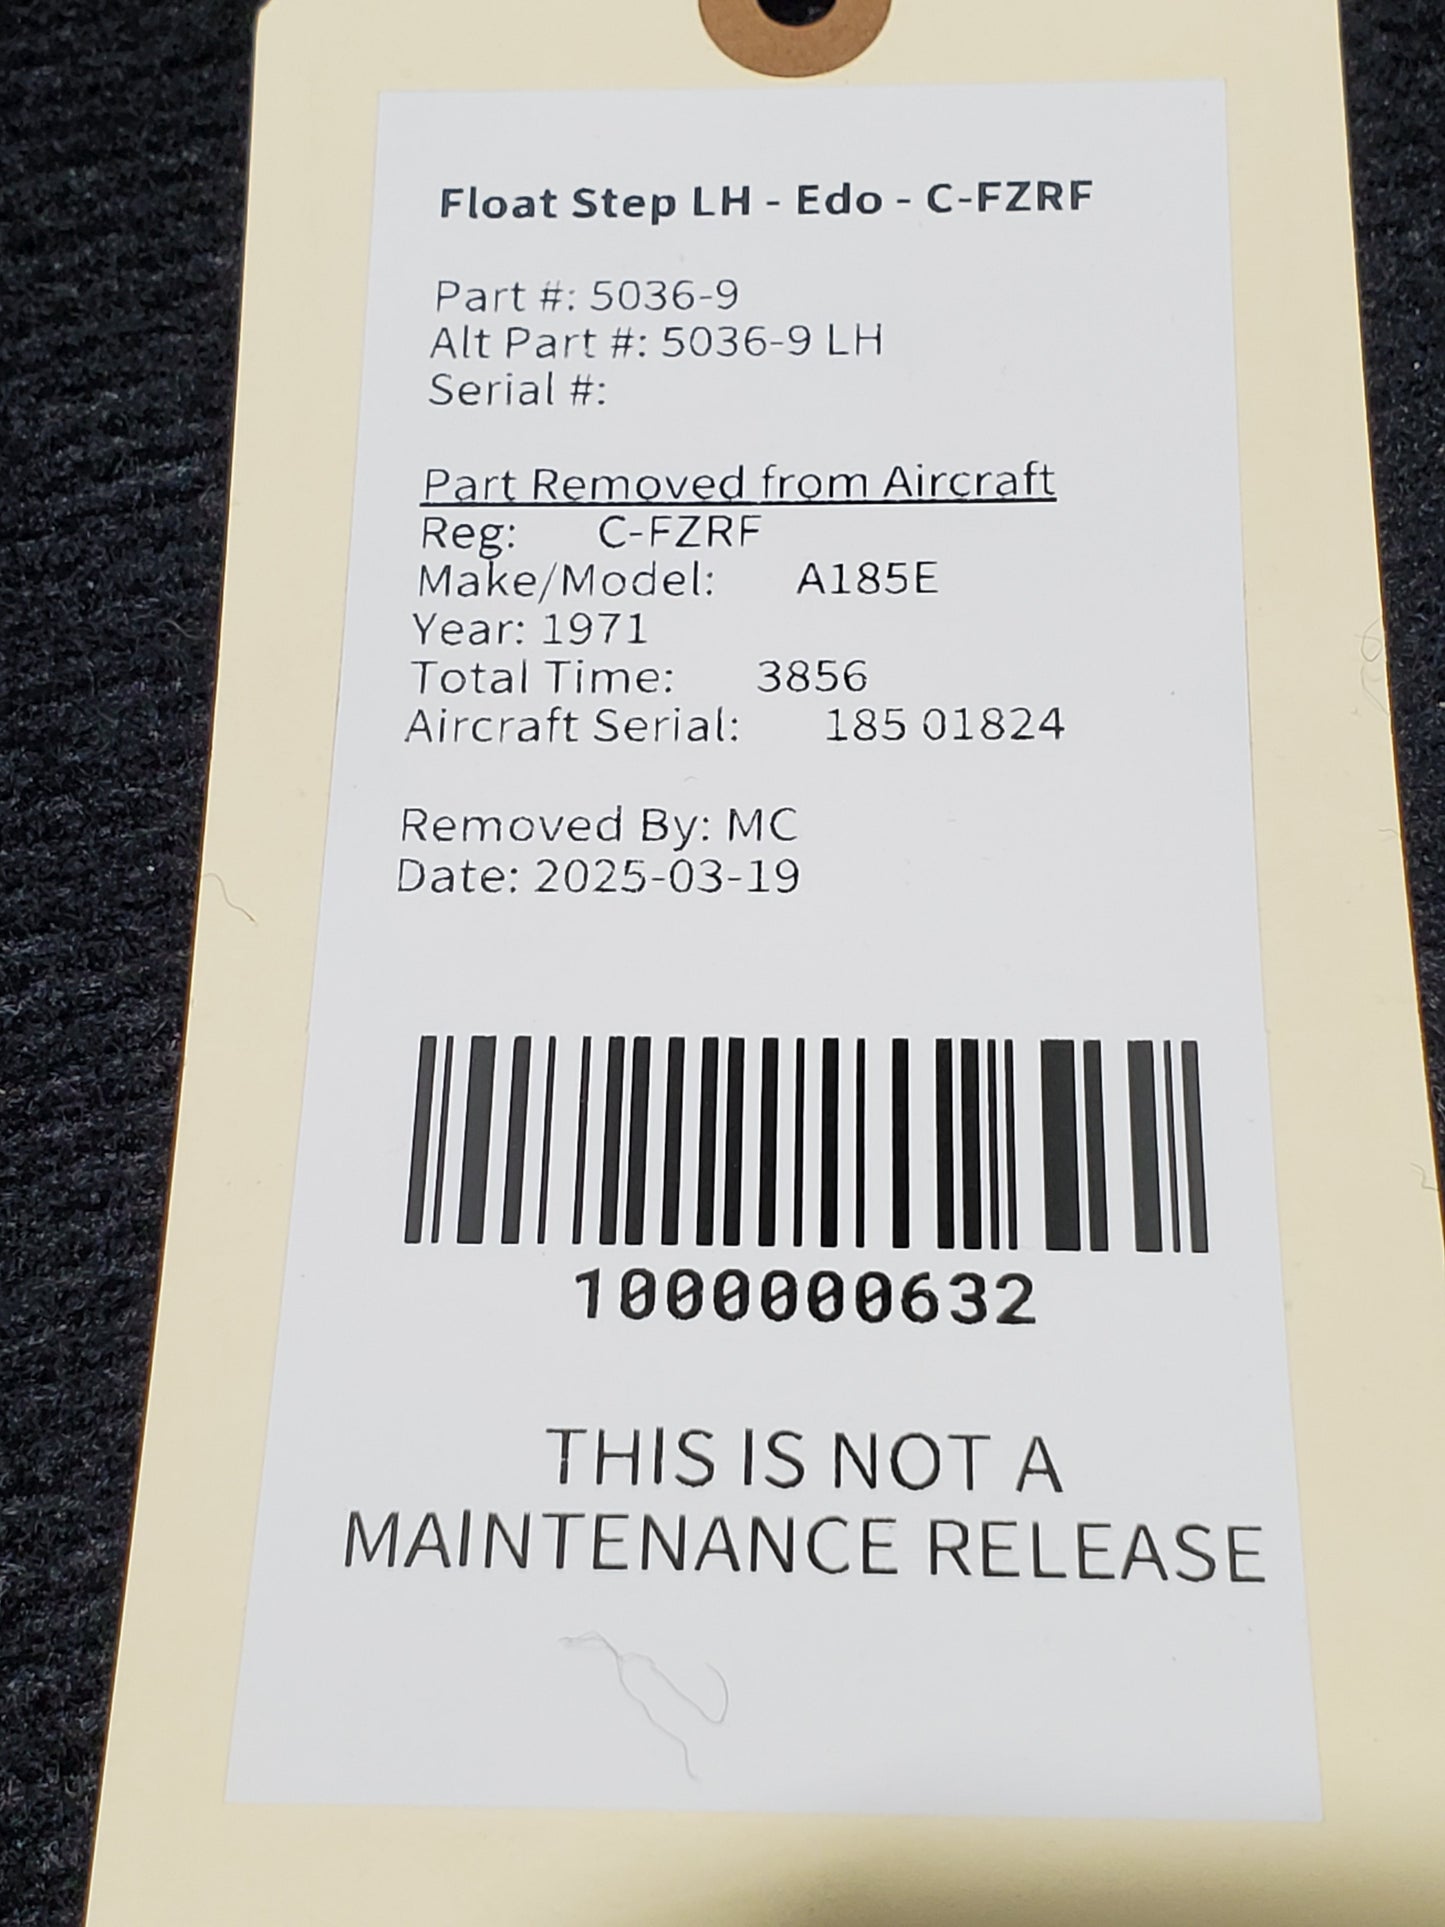 Float Step LH - Edo - C-FZRF
Part #: 5036-9
Alt Part #: 5036-9 LH
Serial #:
Part Removed from Aircraft
Reg: C-FZRF
Make/Model: A185E
Year: 1971
Total Time: 3856
Aircraft Serial: 185 01824
Removed By: MC
Date: 2025-03-19
1000000632
THIS IS NOT A
MAINTENANCE RELEASE